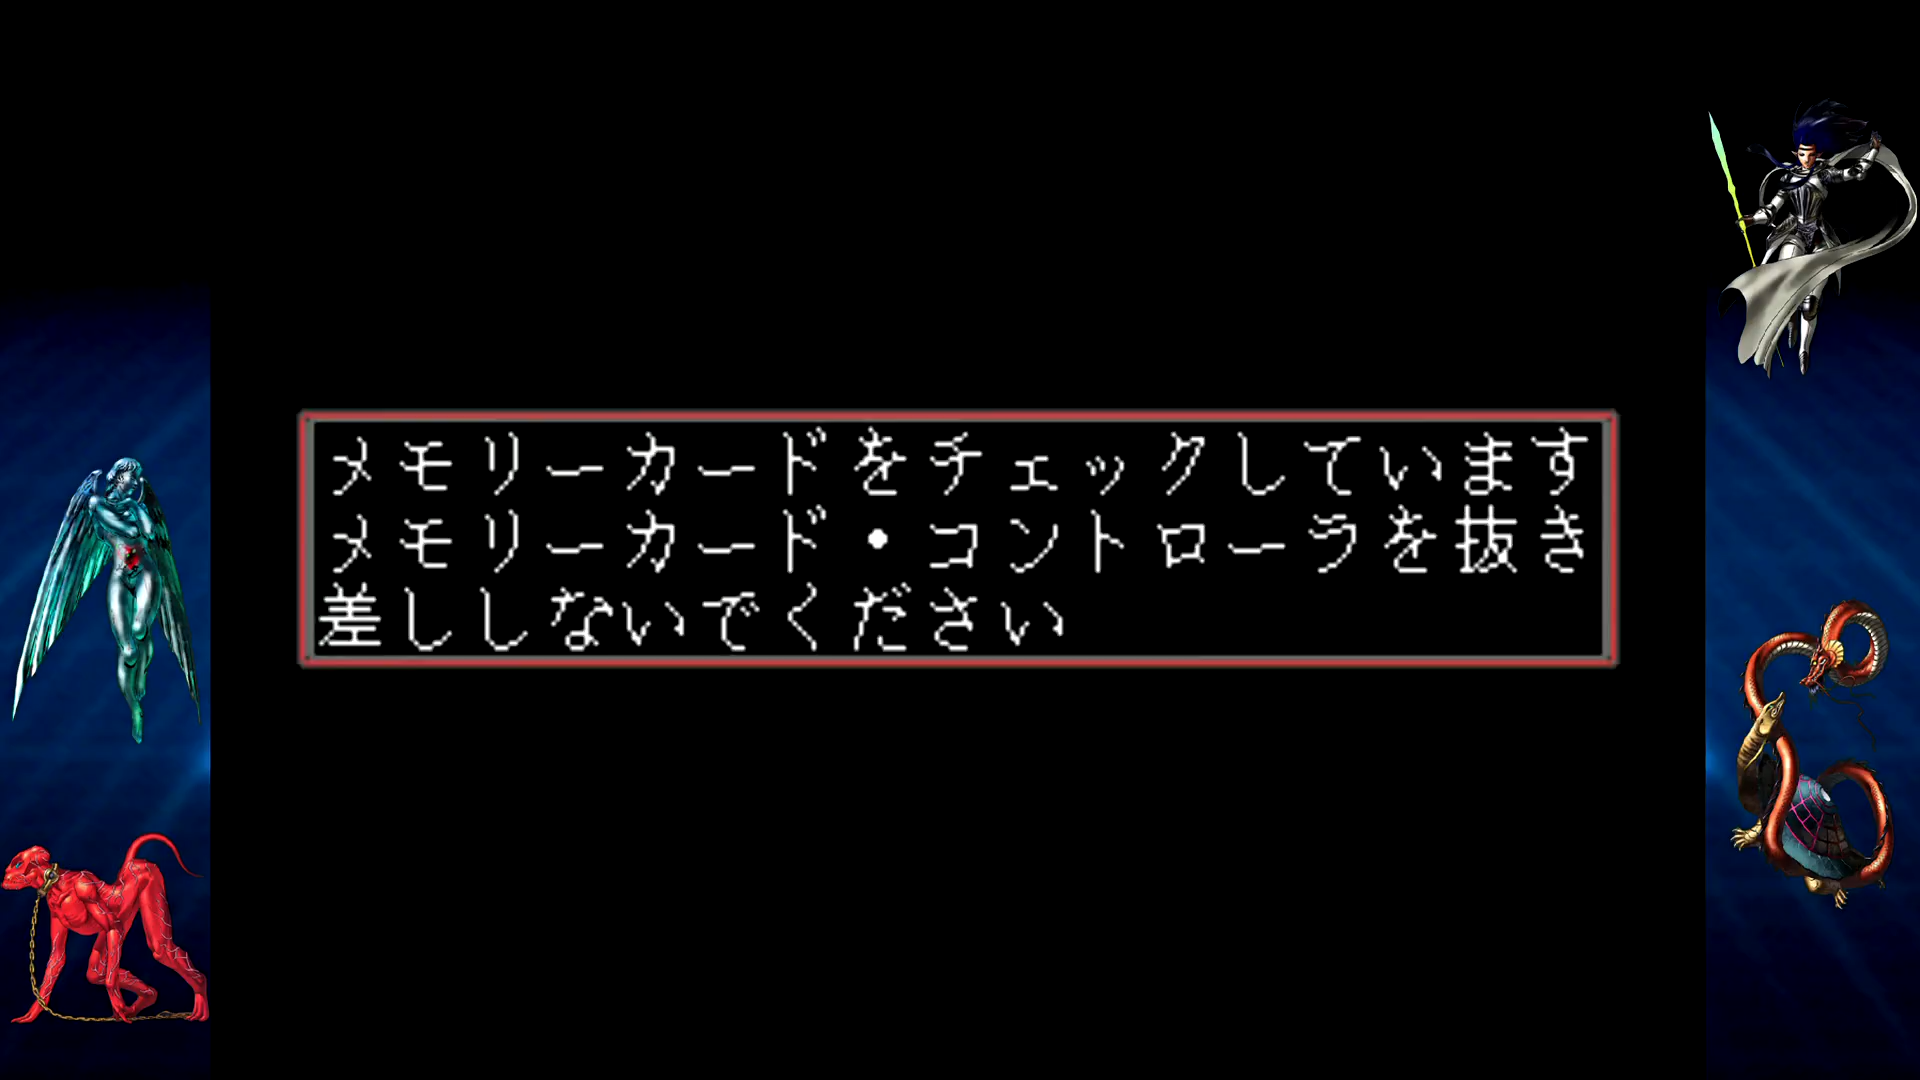 メモリーカードをチェックしています
メモリーカード・コントローラを抜き
差ししないでください